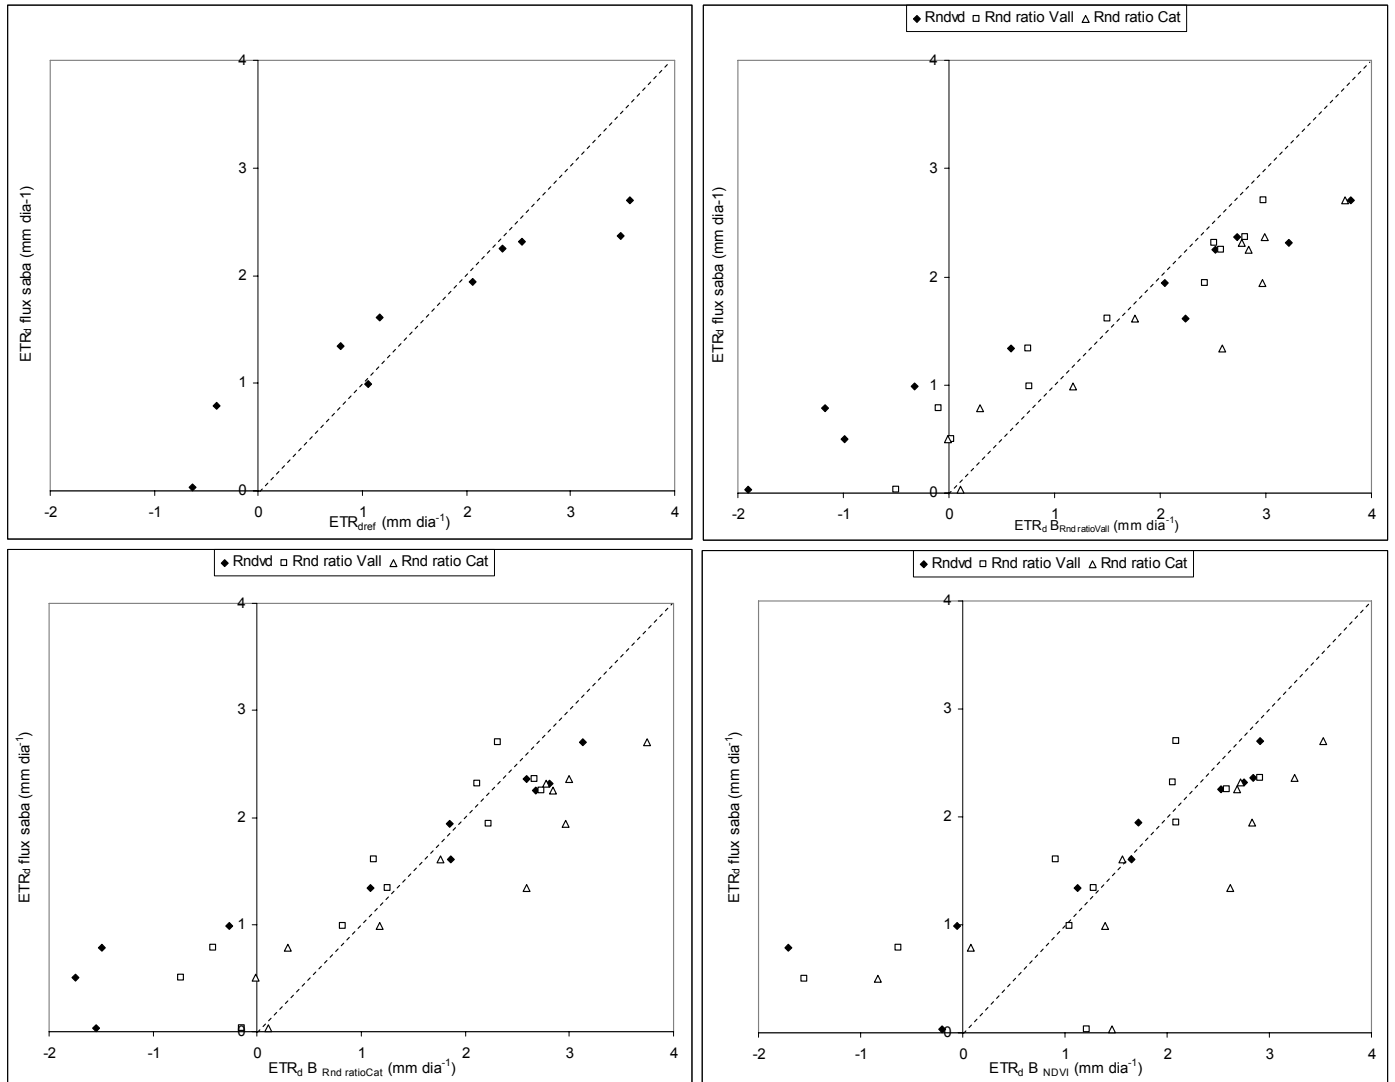 4
3
2
1
0
-2 -1 0 1 2 3 4
ETRd flux saba (mm dia-1)
ETRdref (mm dia-1)
Rndvd Rnd ratio Vall Rnd ratio Cat
4
3
2
1
0
-2 -1 0 1 2 3 4
ETRd flux saba (mm dia-1)
ETRd BRnd ratioVall (mm dia-1)
Rndvd Rnd ratio Vall Rnd ratio Cat
4
3
2
1
0
-2 -1 0 1 2 3 4
ETRd flux saba (mm dia-1)
ETRd B Rnd ratioCat (mm dia-1)
Rndvd Rnd ratio Vall Rnd ratio Cat
4
3
2
1
0
-2 -1 0 1 2 3 4
ETRd flux saba (mm dia-1)
ETRd B NDVI (mm dia-1)